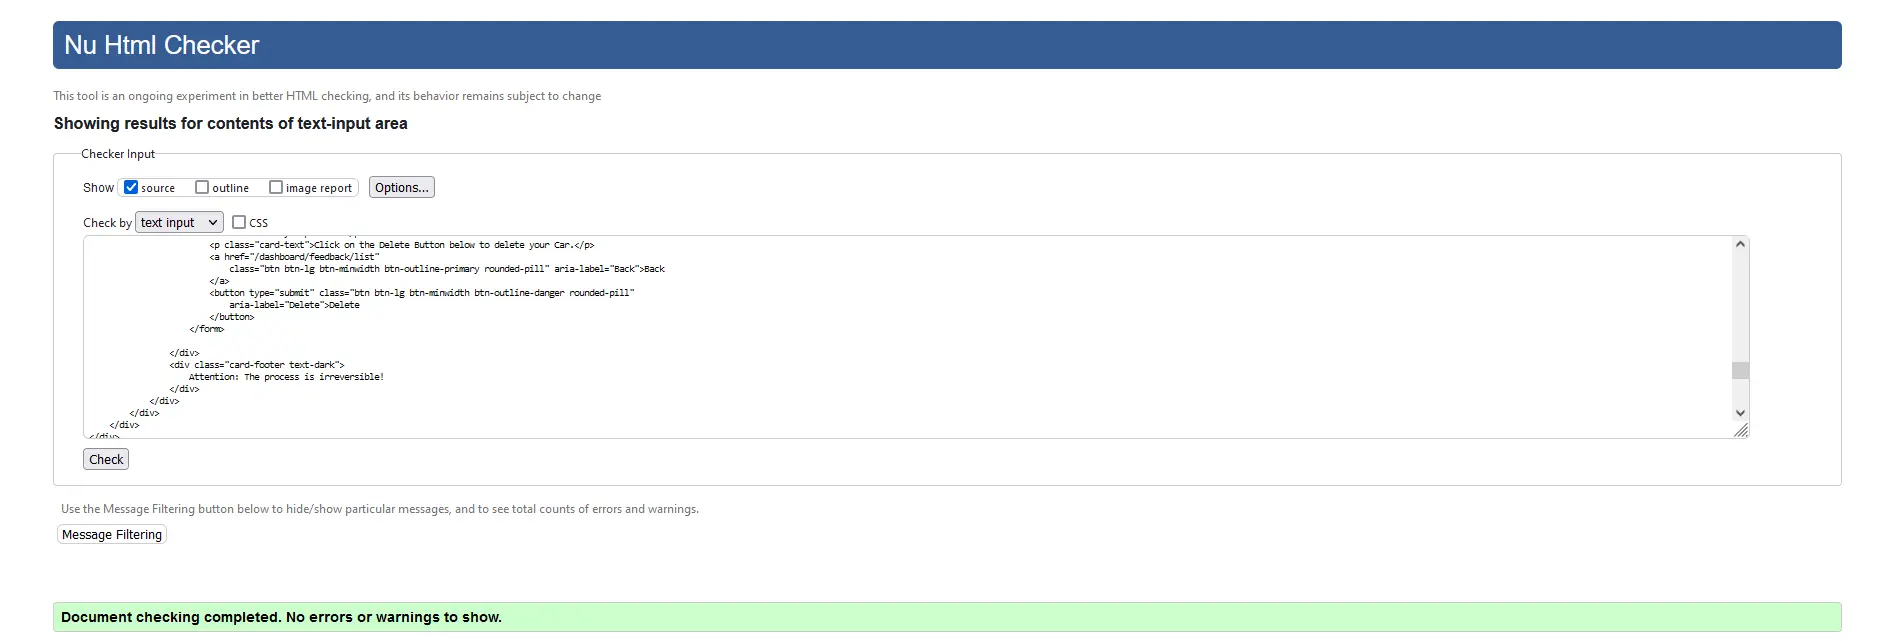 Nu Html Checker
This tool is an ongoing experiment in better HTML checking, and its behavior remains subject to change
Showing results for contents of text-input area
Checker Input
Show source outline image report Options...
Check by text input CSS
<p class="card-text">Click on the Delete Button below to delete your Car.</p>
<a href="/dashboard/feedback/list"
class="btn btn-lg btn-minwidth btn-outline-primary rounded-pill" aria-label="Back">Back
</a>
<button type="submit" class="btn btn-lg btn-minwidth btn-outline-danger rounded-pill"
aria-label="Delete">Delete
</button>
</form>
</div>
<div class="card-footer text-dark">
Attention: The process is irreversible!
</div>
</div>
</div>
</div>
</div>
Check
Use the Message Filtering button below to hide/show particular messages, and to see total counts of errors and warnings.
Message Filtering
Document checking completed. No errors or warnings to show.